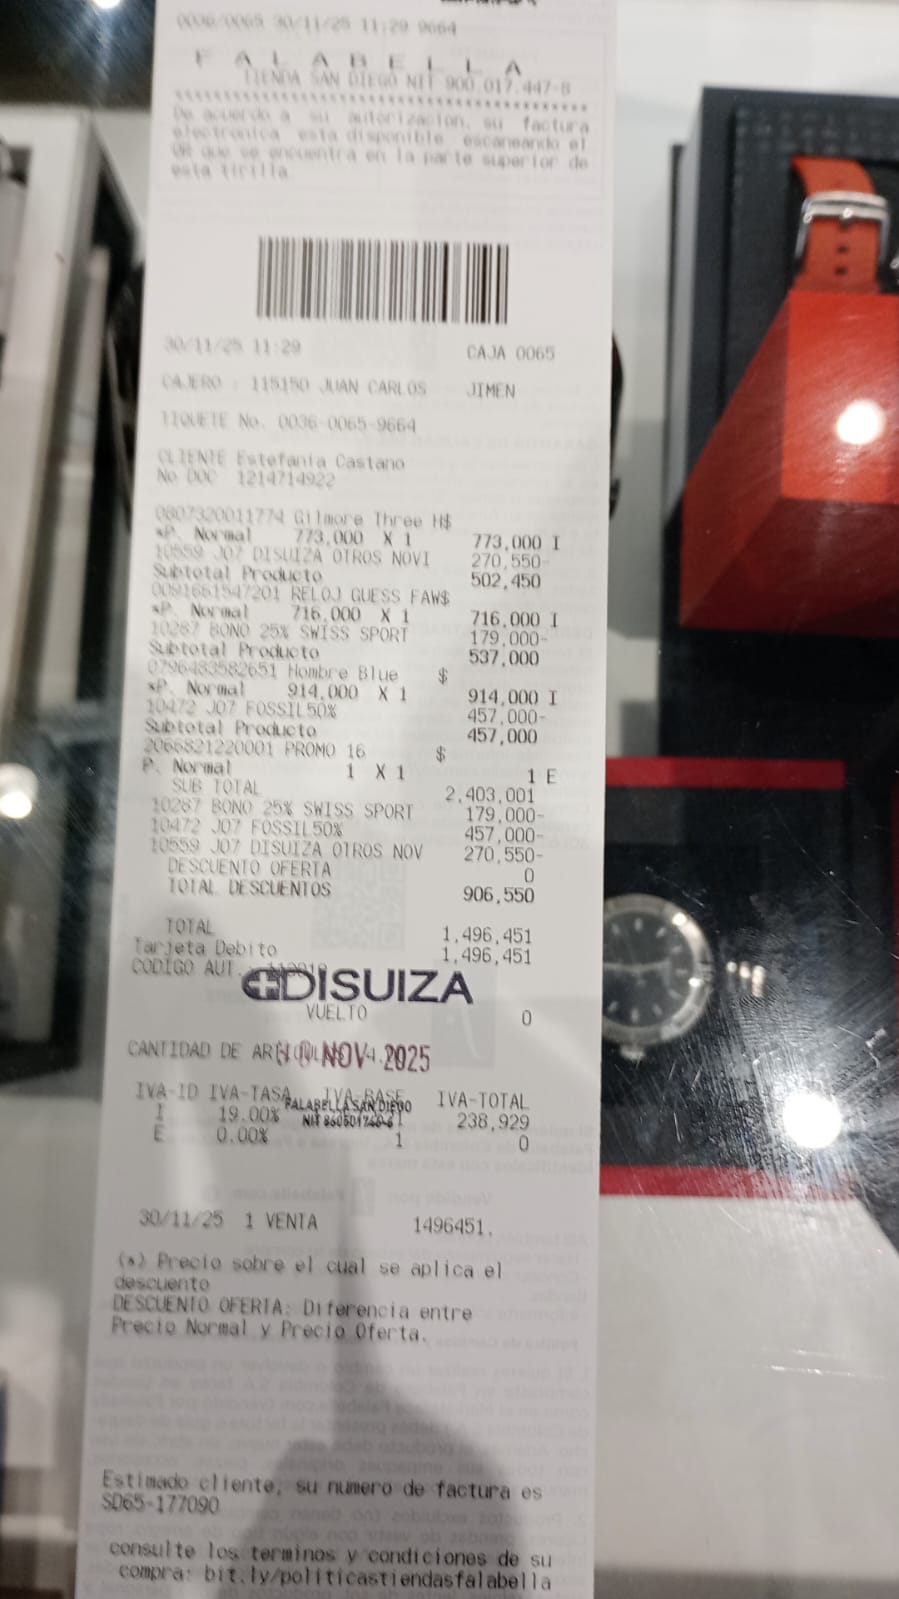 0036/0065 30/11/25 11:29 9664
F A L A B E L L A
TIENDA SAN DIEGO NIT 900.017.447-8
De acuerdo a su autorización, su factura
electronica esta disponible escaneando el
QR que se encuentra en la parte superior de
esta tirilla
30/11/25 11:29 CAJA 0065
CAJERO : 115150 JUAN CARLOS JIMEN
TIQUETE No. 0036-0065-9664
CLIENTE Estefania Castano
No DOC 1214714922
0807320011774 Gilmore Three H$
*P. Normal 773,000 X 1 773,000 I
10559 J07 DISUIZA OTROS NOVI 270,550-
Subtotal Producto 502,450
0091661547201 RELOJ GUESS FAW$
*P. Normal 716,000 X 1 716,000 I
10287 BONO 25% SWISS SPORT 179,000-
Subtotal Producto 537,000
0796483582651 Hombre Blue $
*P. Normal 914,000 X 1 914,000 I
10472 J07 FOSSIL50% 457,000-
Subtotal Producto 457,000
2066821220001 PROMO 16 $
P. Normal 1 X 1 1 E
SUB TOTAL 2,403,001
10287 BONO 25% SWISS SPORT 179,000-
10472 J07 FOSSIL50% 457,000-
10559 J07 DISUIZA OTROS NOV 270,550-
DESCUENTO OFERTA 0
TOTAL DESCUENTOS 906,550
TOTAL 1,496,451
Tarjeta Debito 1,496,451
CODIGO AUT.
DISUIZA
VUELTO 0
CANTIDAD DE
NOV 2025
IVA-ID IVA-TASA IVA-BASE IVA-TOTAL
FALABELLA SAN DIEGO
I 19.00% 238,929
NIT
E 0.00% 1 0
30/11/25 1 VENTA 1496451.
(*) Precio sobre el cual se aplica el
descuento
DESCUENTO OFERTA: Diferencia entre
Precio Normal y Precio Oferta.
Estimado cliente, su numero de factura es
SD65-177090
consulte los terminos y condiciones de su
compra: bit.ly/politicastiendasfalabella